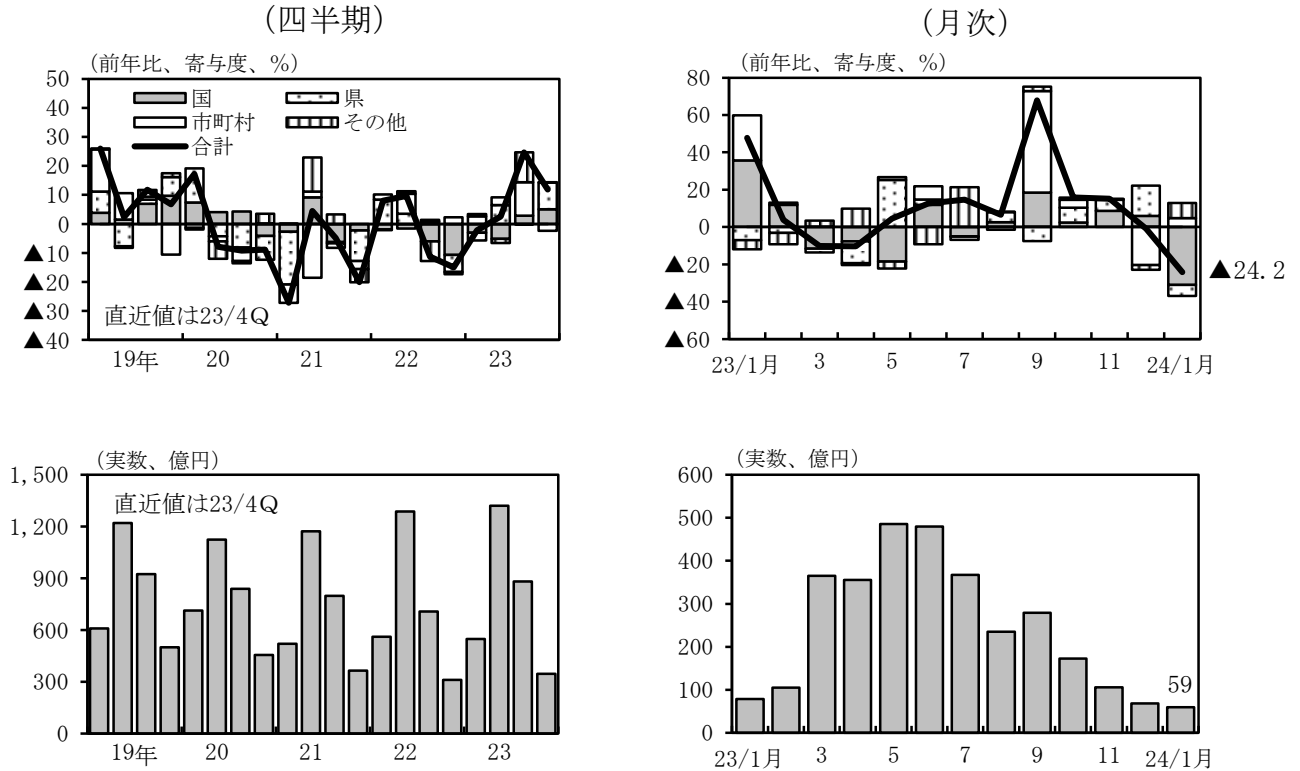 (四半期)
(前年比、寄与度、%)
50
40
30
20
10
0
▲10
▲20
▲30
▲40
国
県
市町村
その他
合計
直近値は23/4Q
19年 20 21 22 23
(月次)
(前年比、寄与度、%)
80
60
40
20
0
▲20
▲40
▲60
▲24.2
23/1月 3 5 7 9 11 24/1月
(実数、億円)
1,500
1,200
900
600
300
0
直近値は23/4Q
19年 20 21 22 23
(実数、億円)
600
500
400
300
200
100
0
59
23/1月 3 5 7 9 11 24/1月